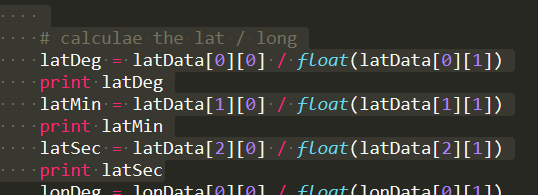 # calculae the lat / long
latDeg = latData[0][0] / float(latData[0][1])
print latDeg
latMin = latData[1][0] / float(latData[1][1])
print latMin
latSec = latData[2][0] / float(latData[2][1])
print latSec
lonDeg = lonData[0][0] / float(lonData[0][1])